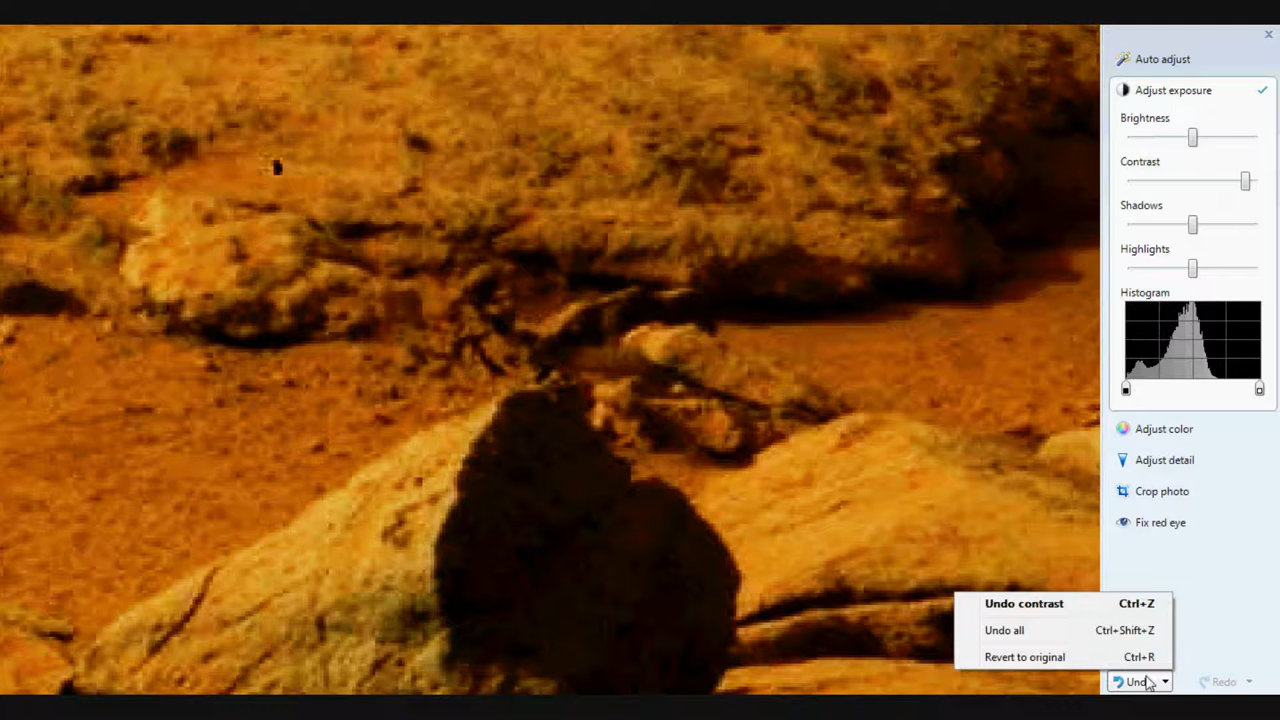 Auto adjust
Adjust exposure
Brightness
Contrast
Shadows
Highlights
Histogram
Adjust color
Adjust detail
Crop photo
Fix red eye
Undo contrast Ctrl+Z
Undo all Ctrl+Shift+Z
Revert to original Ctrl+R
Redo